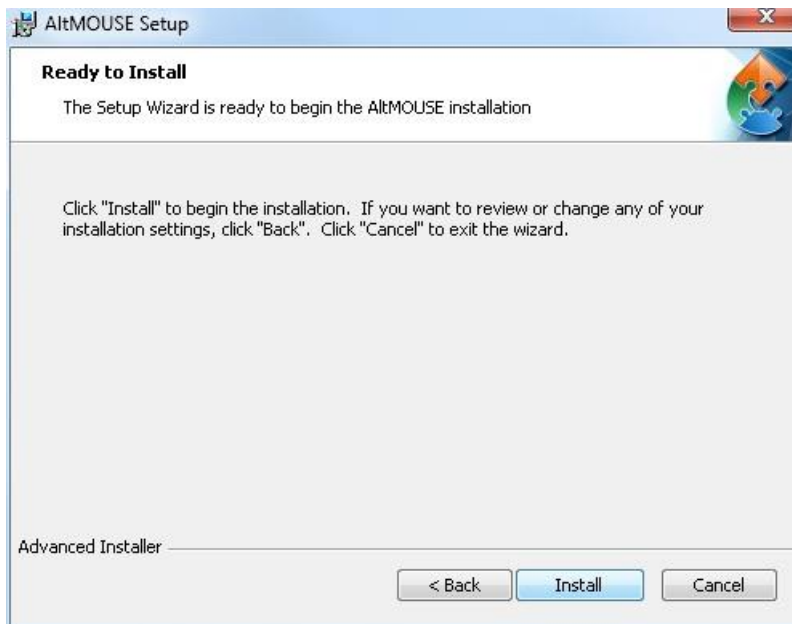 AltMOUSE Setup
X
Ready to Install
The Setup Wizard is ready to begin the AltMOUSE installation
Click "Install" to begin the installation.  If you want to review or change any of your
installation settings, click "Back".  Click "Cancel" to exit the wizard.
Advanced Installer
< Back
Install
Cancel